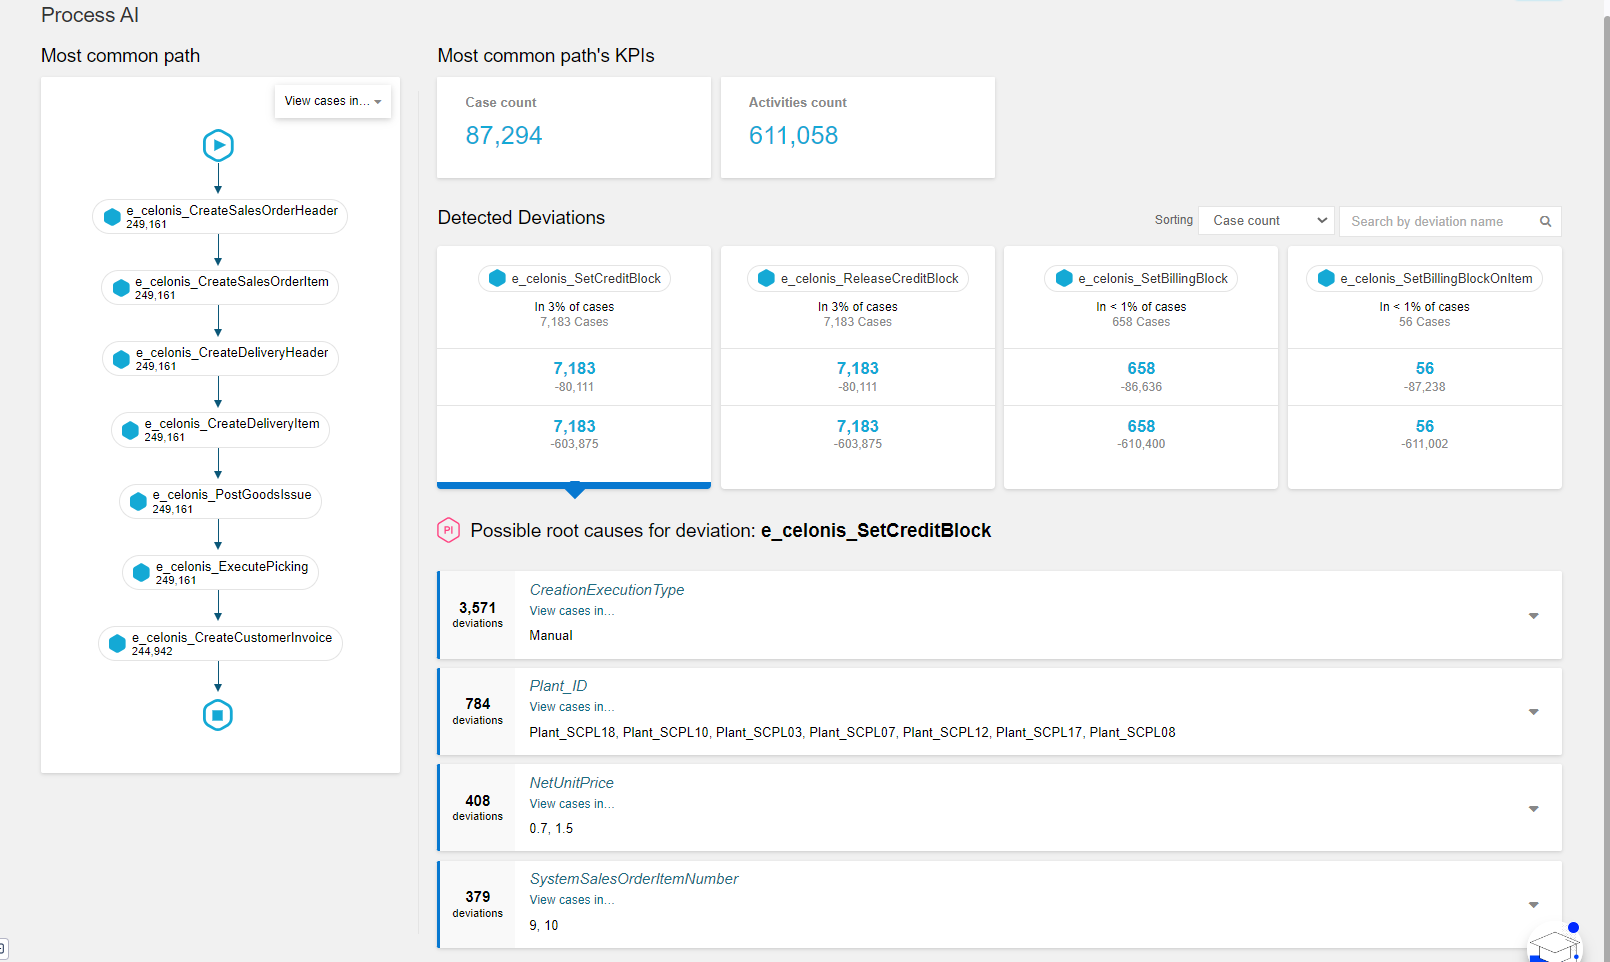 Process AI
Most common path
View cases in...
e_celonis_CreateSalesOrderHeader
249,161
e_celonis_CreateSalesOrderItem
249,161
e_celonis_CreateDeliveryHeader
249,161
e_celonis_CreateDeliveryItem
249,161
e_celonis_PostGoodsIssue
249,161
e_celonis_ExecutePicking
249,161
e_celonis_CreateCustomerInvoice
244,942
Most common path's KPIs
Case count
87,294
Activities count
611,058
Detected Deviations
Sorting
Case count
Search by deviation name
e_celonis_SetCreditBlock
In 3% of cases
7,183 Cases
7,183
-80,111
7,183
-603,875
e_celonis_ReleaseCreditBlock
In 3% of cases
7,183 Cases
7,183
-80,111
7,183
-603,875
e_celonis_SetBillingBlock
In < 1% of cases
658 Cases
658
-86,636
658
-610,400
e_celonis_SetBillingBlockOnItem
In < 1% of cases
56 Cases
56
-87,238
56
-611,002
PI
Possible root causes for deviation: e_celonis_SetCreditBlock
3,571
deviations
CreationExecutionType
View cases in...
Manual
784
deviations
Plant_ID
View cases in...
Plant_SCPL18, Plant_SCPL10, Plant_SCPL03, Plant_SCPL07, Plant_SCPL12, Plant_SCPL17, Plant_SCPL08
408
deviations
NetUnitPrice
View cases in...
0.7, 1.5
379
deviations
SystemSalesOrderItemNumber
View cases in...
9, 10